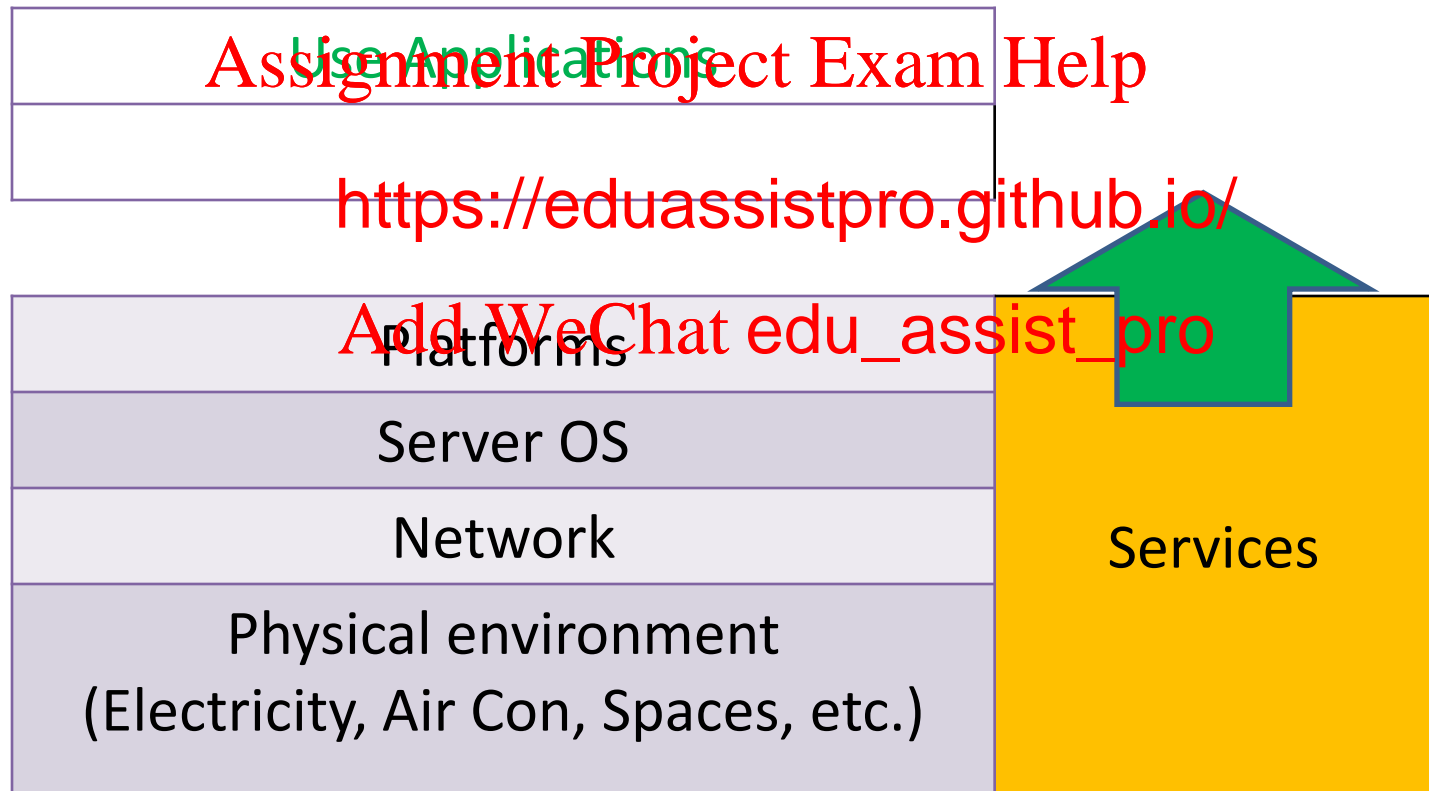 Use Applications
Assignment Project Exam Help
https://eduassistpro.github.io/
Add WeChat edu_assist_pro
Platforms
Server OS
Network
Services
Physical environment
(Electricity, Air Con, Spaces, etc.)